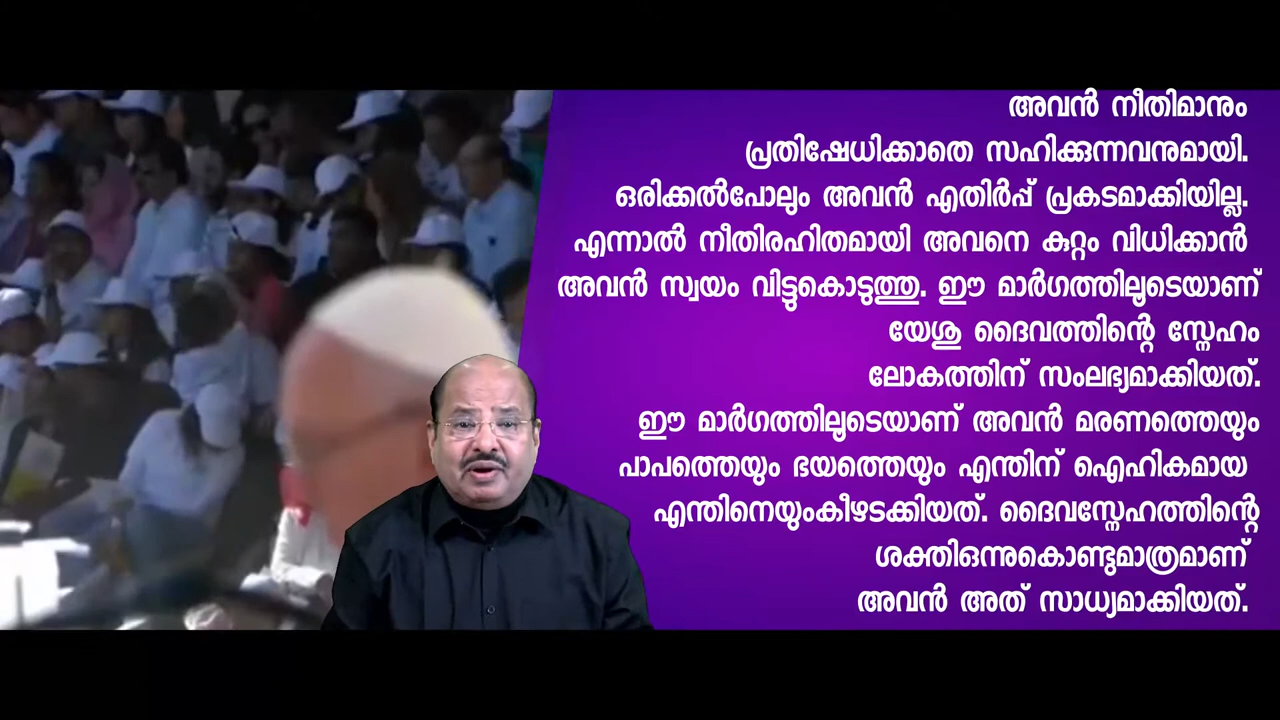 അവൻ നീതിമാനും
പ്രതിഷേധിക്കാതെ സഹിക്കുന്നവനുമായി.
ഒരിക്കൽപോലും അവൻ എതിർപ്പ് പ്രകടമാക്കിയില്ല.
എന്നാൽ നീതിരഹിതമായി അവനെ കുറ്റം വിധിക്കാൻ
അവൻ സ്വയം വിട്ടുകൊടുത്തു. ഈ മാർഗത്തിലൂടെയാണ്
യേശു ദൈവത്തിന്റെ സ്നേഹം
ലോകത്തിന് സംലഭ്യമാക്കിയത്.
ഈ മാർഗത്തിലൂടെയാണ് അവൻ മരണത്തെയും
പാപത്തെയും ഭയത്തെയും എന്തിന് ഐഹികമായ
എന്തിനെയുംകീഴടക്കിയത്. ദൈവസ്നേഹത്തിന്റെ
ശക്തിഒന്നുകൊണ്ടുമാത്രമാണ്
അവൻ അത് സാധ്യമാക്കിയത്.